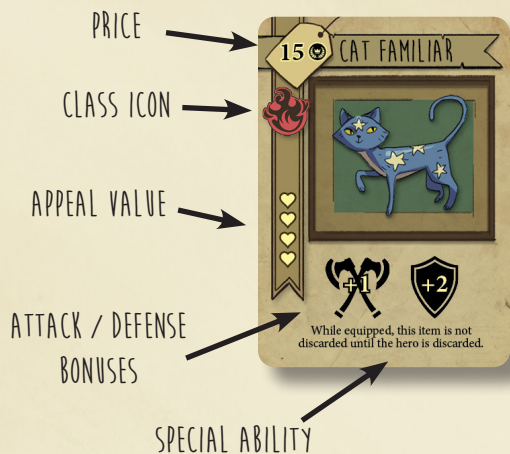 PRICE
15 CAT FAMILIAR
CLASS ICON
APPEAL VALUE
+1 +2
ATTACK / DEFENSE
BONUSES
While equipped, this item is not
discarded until the hero is discarded.
SPECIAL ABILITY